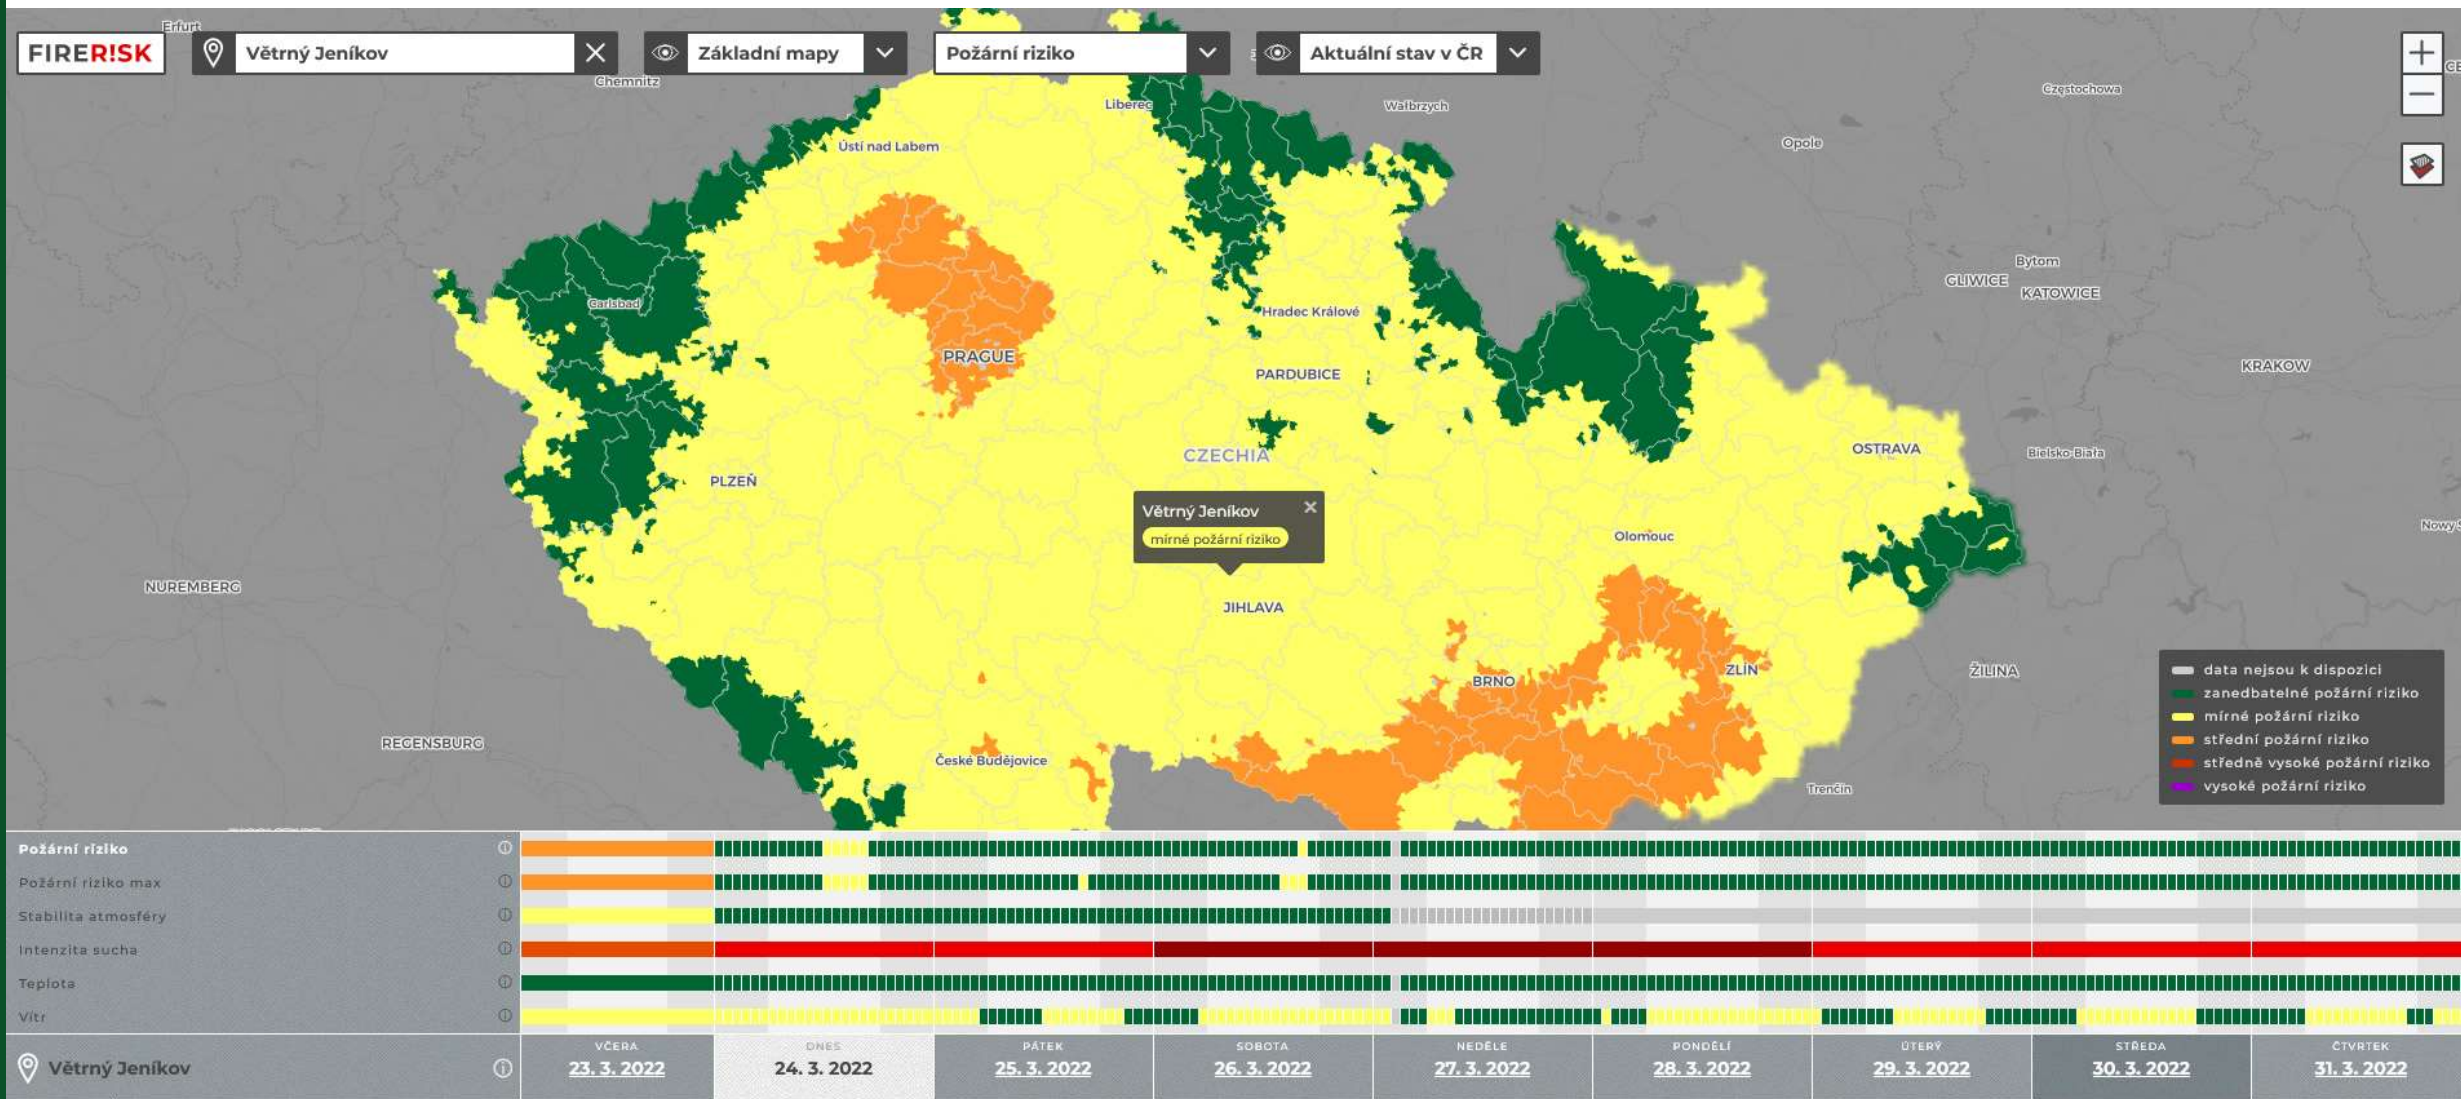 Erfurt
FIRER!SK
Větrný Jeníkov
Základní mapy
Požární riziko
Aktuální stav v ČR
Chemnitz
Liberec
Wałbrzych
Częstochowa
Ústí nad Labem
Opole
Bytom
GLIWICE
KATOWICE
Carlsbad
Hradec Králové
PRAGUE
PARDUBICE
KRAKOW
CZECHIA
OSTRAVA
Bielsko-Biała
PLZEŇ
Větrný Jeníkov
mírné požární riziko
Olomouc
Nowy
NUREMBERG
JIHLAVA
BRNO
ZLÍN
ŽILINA
REGENSBURG
České Budějovice
Trenčín
data nejsou k dispozici
zanedbatelné požární riziko
mírné požární riziko
střední požární riziko
středně vysoké požární riziko
vysoké požární riziko
Požární riziko
Požární riziko max
Stabilita atmosféry
Intenzita sucha
Teplota
Vítr
Větrný Jeníkov
VČERA
23. 3. 2022
DNES
24. 3. 2022
PÁTEK
25. 3. 2022
SOBOTA
26. 3. 2022
NEDĚLE
27. 3. 2022
PONDĚLÍ
28. 3. 2022
ÚTERÝ
29. 3. 2022
STŘEDA
30. 3. 2022
ČTVRTEK
31. 3. 2022